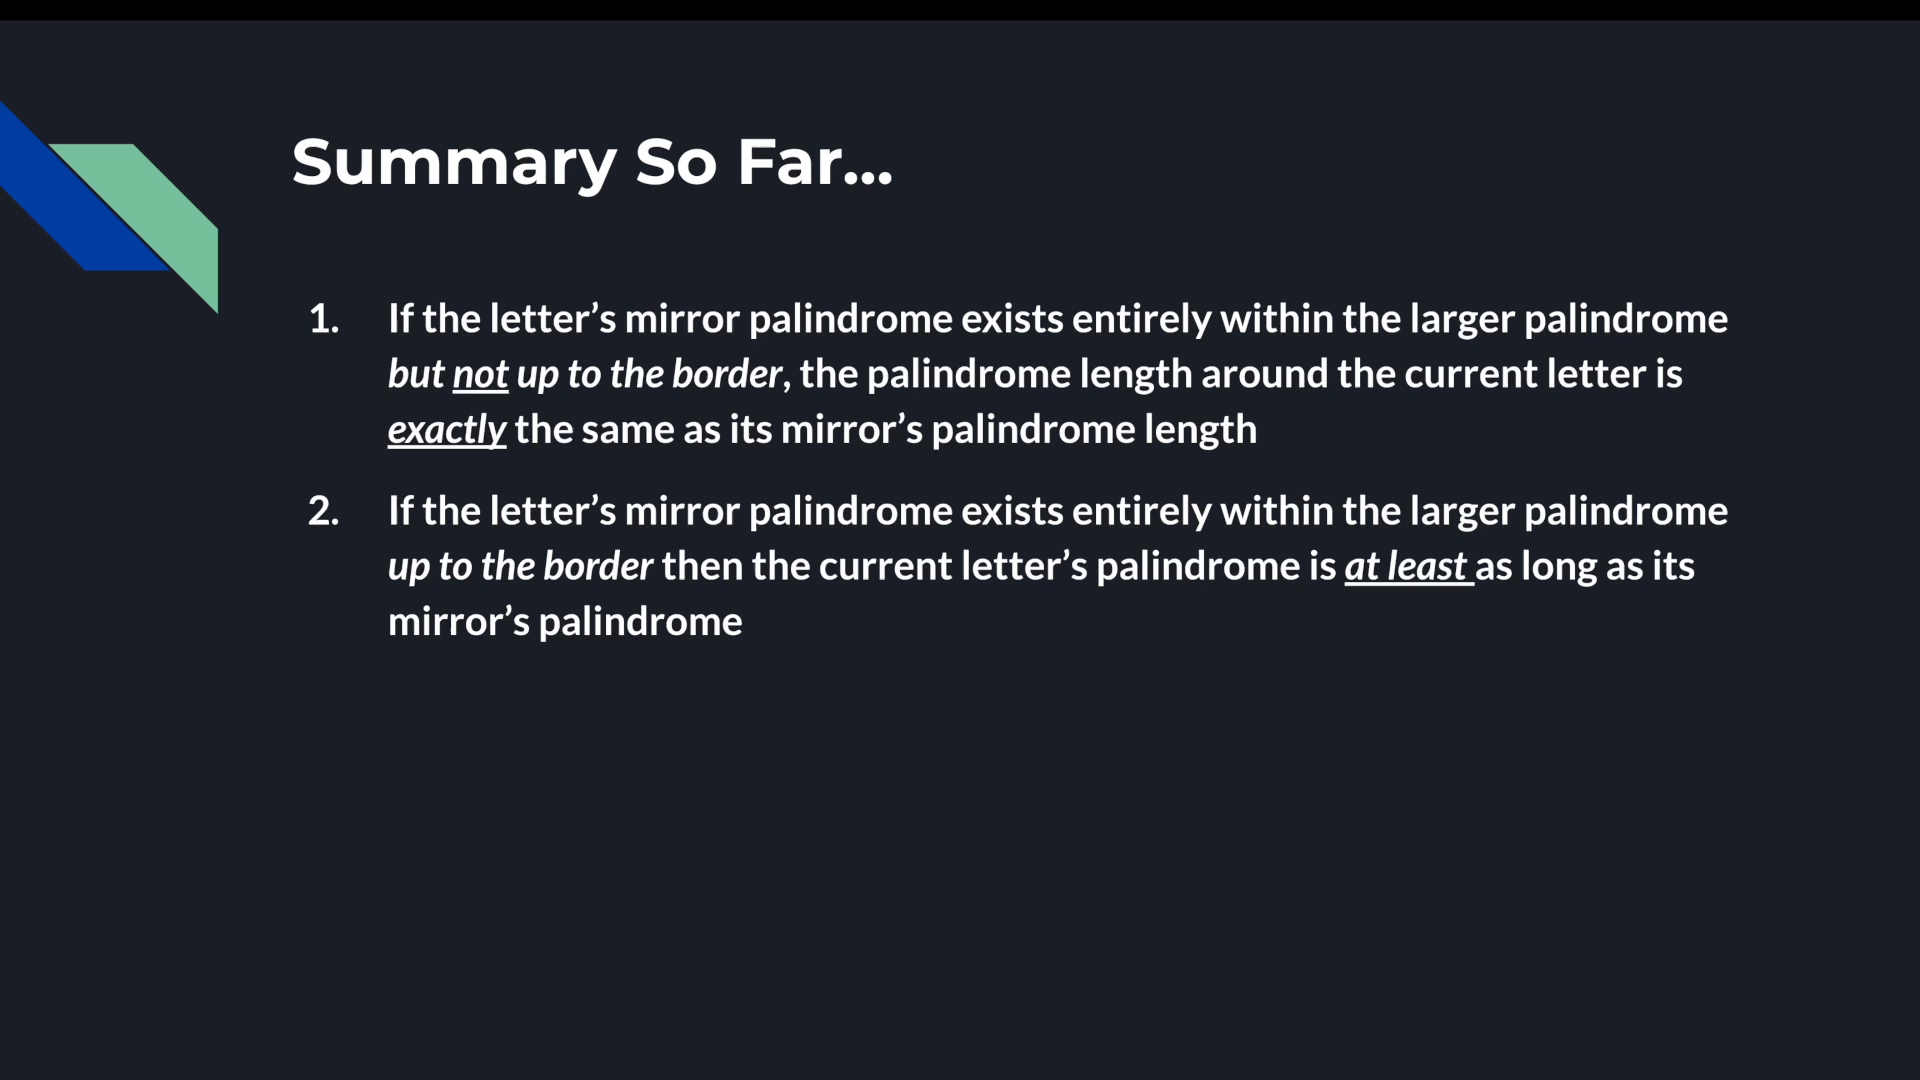 Summary So Far...
1. If the letter’s mirror palindrome exists entirely within the larger palindrome
but not up to the border, the palindrome length around the current letter is
exactly the same as its mirror’s palindrome length
2. If the letter’s mirror palindrome exists entirely within the larger palindrome
up to the border then the current letter’s palindrome is at least as long as its
mirror’s palindrome